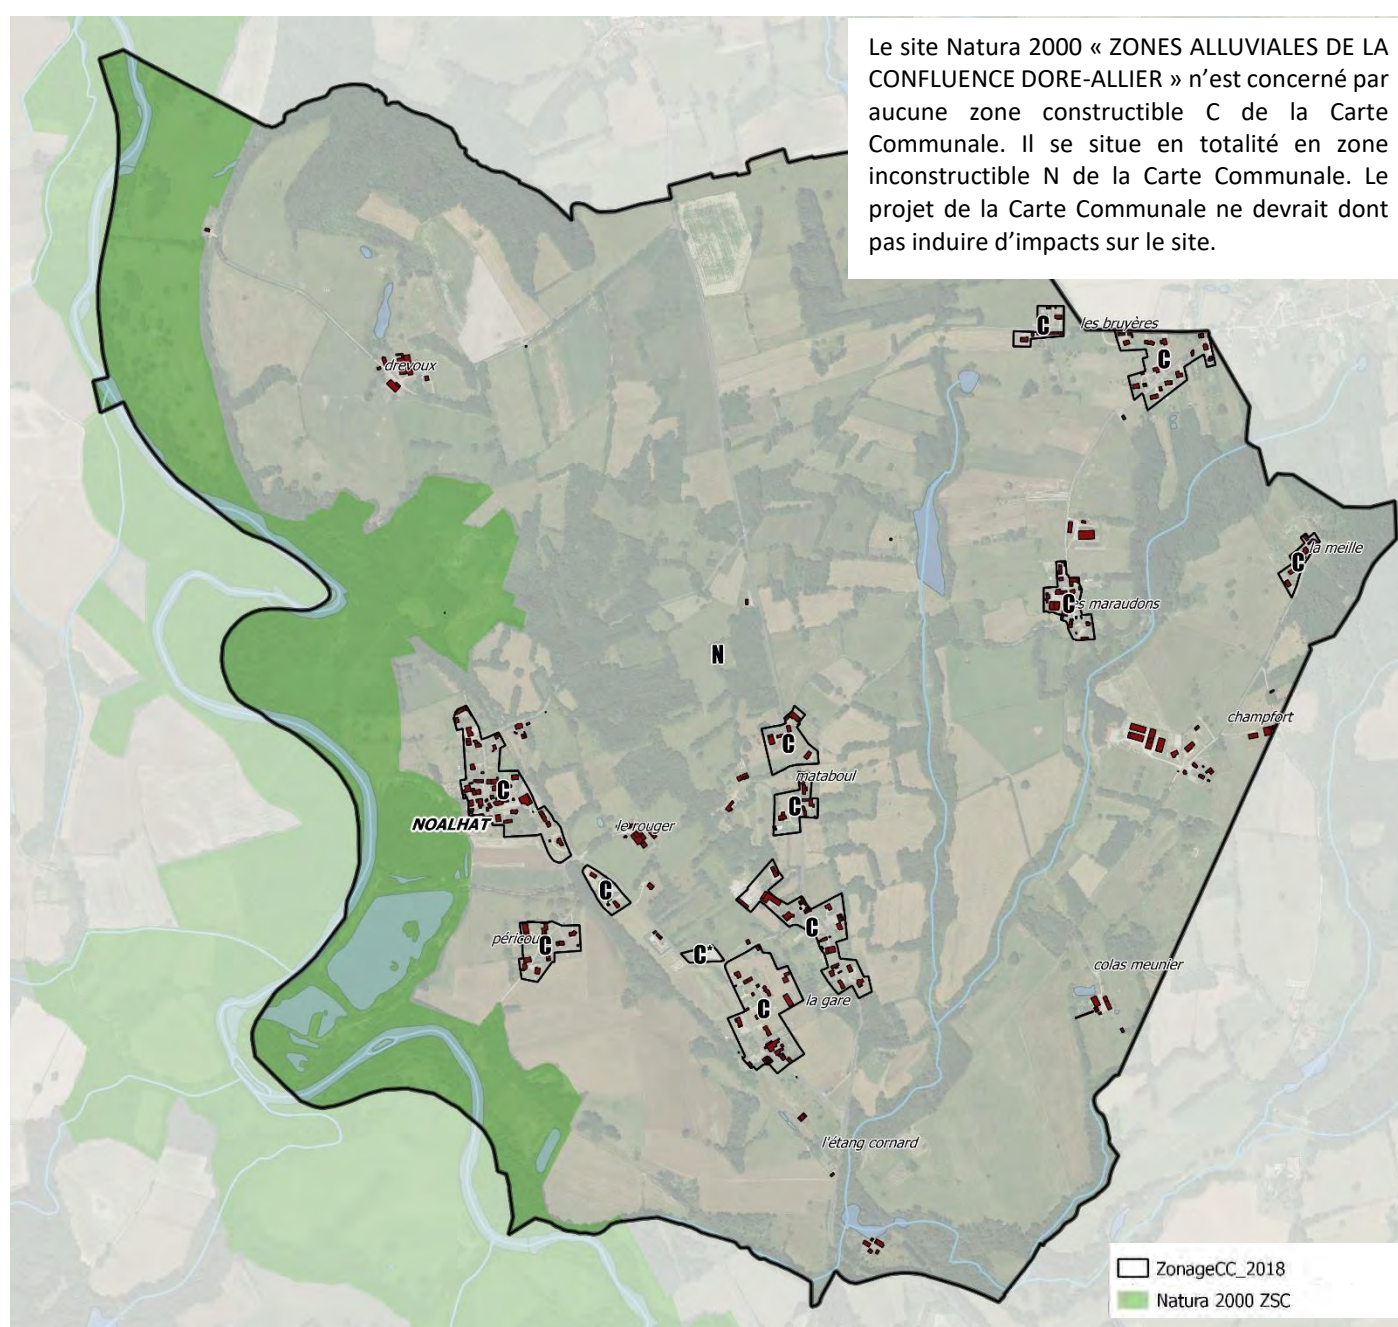 Le site Natura 2000 « ZONES ALLUVIALES DE LA
CONFLUENCE DORE-ALLIER » n’est concerné par
aucune zone constructible C de la Carte
Communale. Il se situe en totalité en zone
inconstructible N de la Carte Communale. Le
projet de la Carte Communale ne devrait dont
pas induire d’impacts sur le site.
C
les bruyères
C
drevoux
C
la meille
C
s maraudons
N
champfort
C
mataboul
C
C
NOALHAT
le rouger
C
C
péricou
C
C*
colas meunier
C
la gare
l'étang cornard
ZonageCC_2018
Natura 2000 ZSC